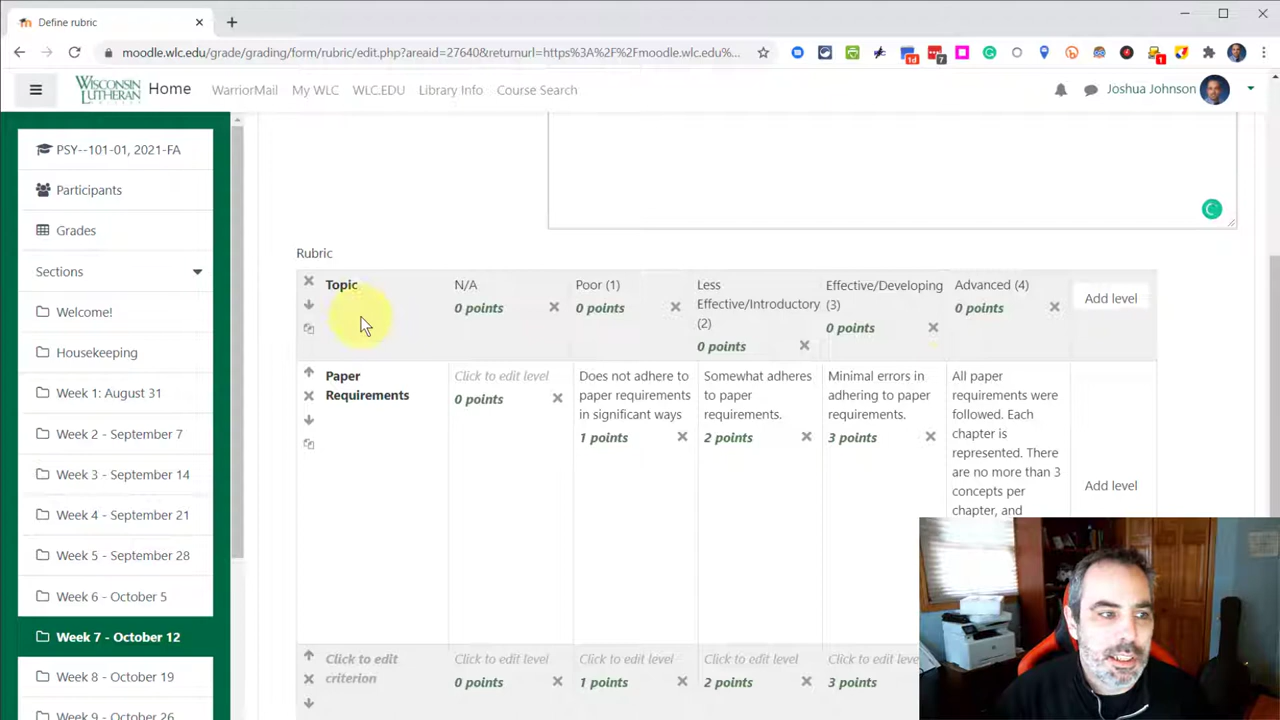 Define rubric
moodle.wlc.edu/grade/grading/form/rubric/edit.php?areaid=27640&returnurl=https%3A%2F%2Fmoodle.wlc.edu%...
1d
7
1
WISCONSIN
LUTHERAN
Home
WarriorMail
My WLC
WLC.EDU
Library Info
Course Search
Joshua Johnson
PSY--101-01, 2021-FA
Participants
Grades
Sections
Welcome!
Housekeeping
Week 1: August 31
Week 2 - September 7
Week 3 - September 14
Week 4 - September 21
Week 5 - September 28
Week 6 - October 5
Week 7 - October 12
Week 8 - October 19
Week 9 - October 26
Rubric
Topic
N/A
0 points
Poor (1)
0 points
Less
Effective/Introductory
(2)
0 points
Effective/Developing
(3)
0 points
Advanced (4)
0 points
Add level
Paper
Requirements
Click to edit level
0 points
Does not adhere to
paper requirements
in significant ways
1 points
Somewhat adheres
to paper
requirements.
2 points
Minimal errors in
adhering to paper
requirements.
3 points
All paper
requirements were
followed. Each
chapter is
represented. There
are no more than 3
concepts per
chapter, and
Add level
Click to edit
criterion
Click to edit level
0 points
Click to edit level
1 points
Click to edit level
2 points
Click to edit level
3 points